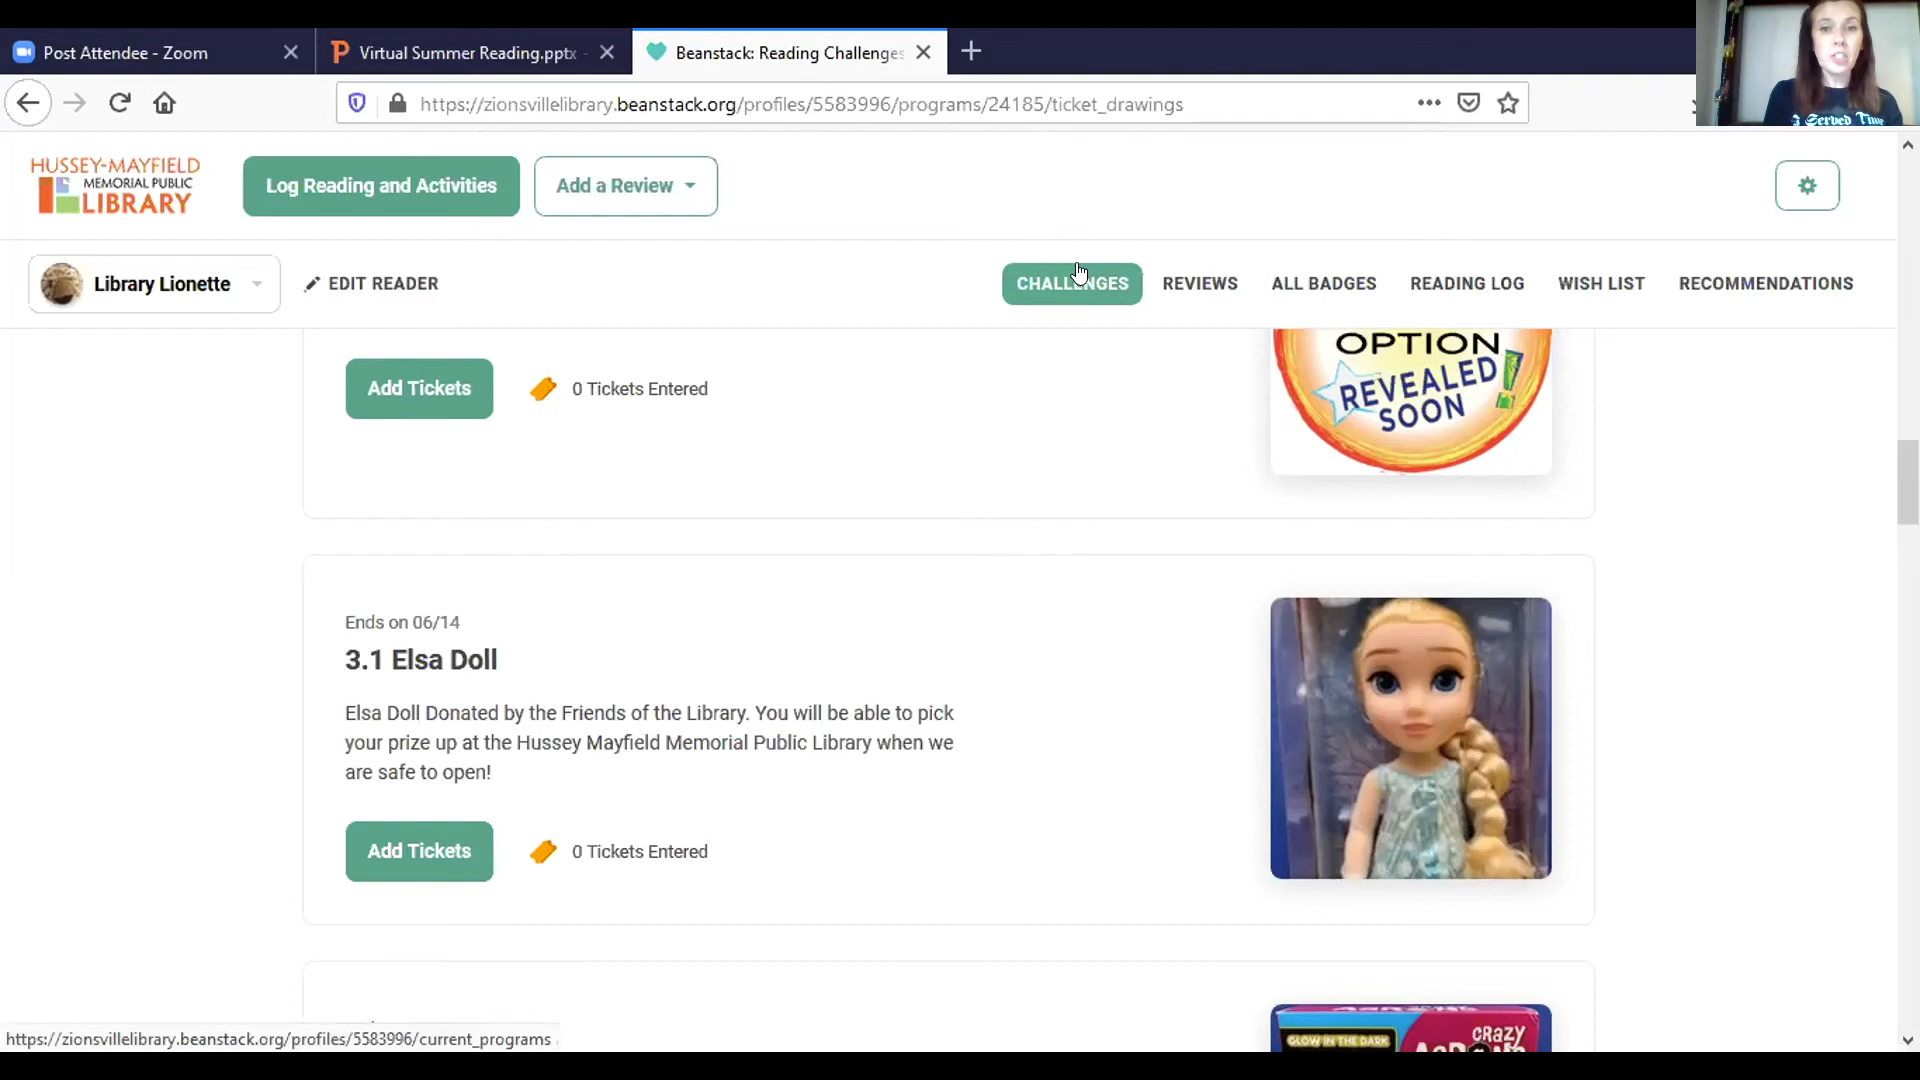 Post Attendee - Zoom
Virtual Summer Reading.pptx -
Beanstack: Reading Challenges
https://zionsvillelibrary.beanstack.org/profiles/5583996/programs/24185/ticket_drawings
I Served Time
HUSSEY-MAYFIELD
MEMORIAL PUBLIC
LIBRARY
Log Reading and Activities
Add a Review
Library Lionette
EDIT READER
CHALLENGES
REVIEWS
ALL BADGES
READING LOG
WISH LIST
RECOMMENDATIONS
OPTION
REVEALED
SOON
!
Add Tickets
0 Tickets Entered
Ends on 06/14
3.1 Elsa Doll
Elsa Doll Donated by the Friends of the Library. You will be able to pick
your prize up at the Hussey Mayfield Memorial Public Library when we
are safe to open!
Add Tickets
0 Tickets Entered
GLOW IN THE DARK
CRAZY
https://zionsvillelibrary.beanstack.org/profiles/5583996/current_programs